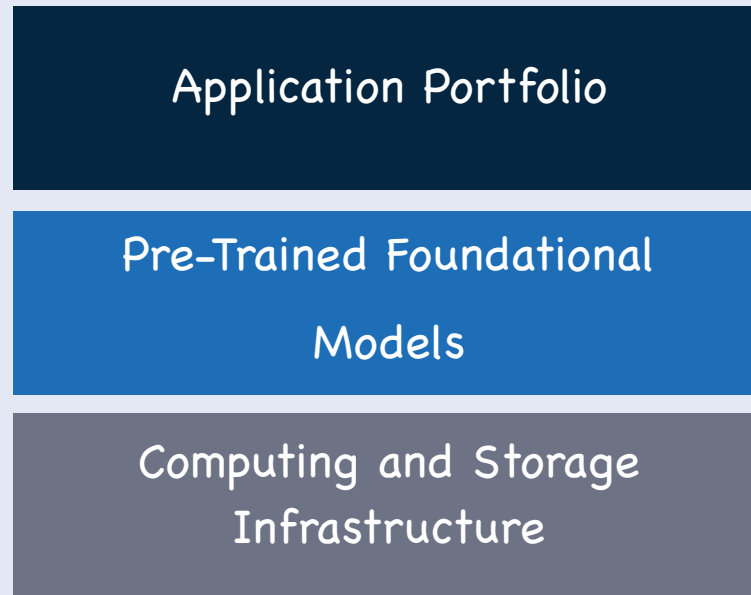 Application Portfolio
Pre-Trained Foundational
Models
Computing and Storage
Infrastructure